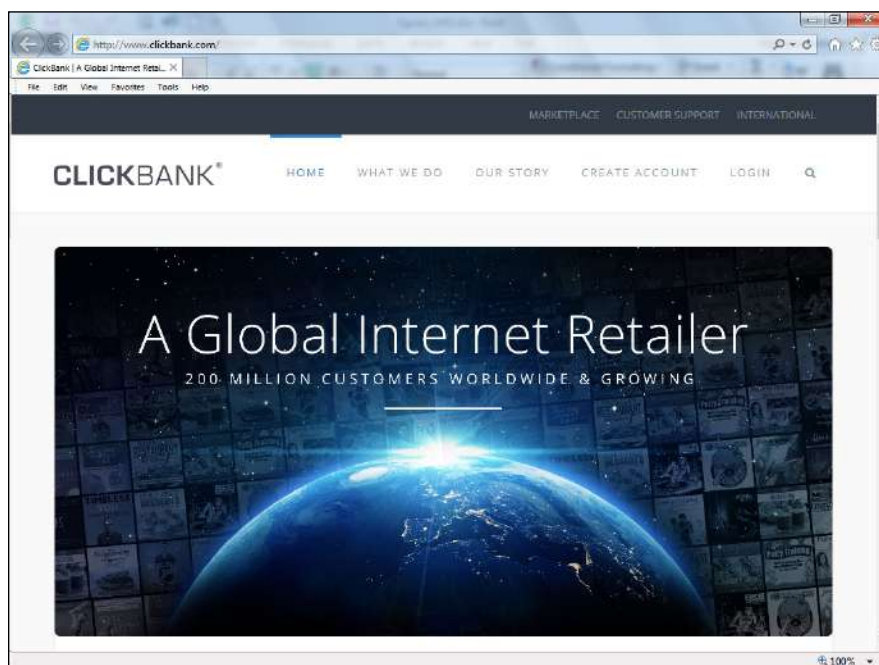 http://www.clickbank.com/
ClickBank | A Global Internet Retai...
File Edit View Favorites Tools Help
MARKETPLACE CUSTOMER SUPPORT INTERNATIONAL
CLICKBANK®
HOME WHAT WE DO OUR STORY CREATE ACCOUNT LOGIN
A Global Internet Retailer
200 MILLION CUSTOMERS WORLDWIDE & GROWING
100%